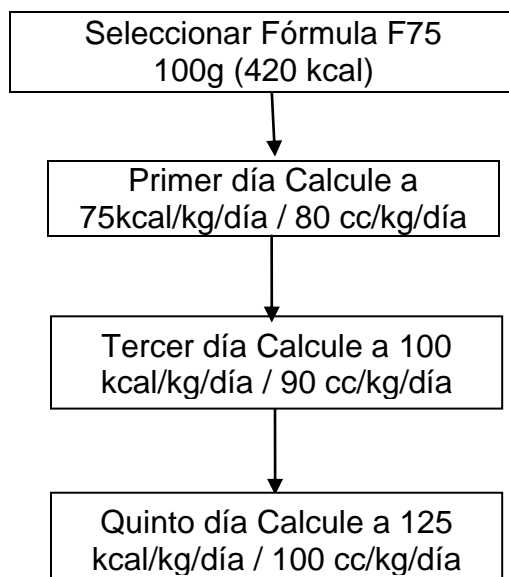 Seleccionar Fórmula F75
100g (420 kcal)
Primer día Calcule a
75kcal/kg/día / 80 cc/kg/día
Tercer día Calcule a 100
kcal/kg/día / 90 cc/kg/día
Quinto día Calcule a 125
kcal/kg/día / 100 cc/kg/día